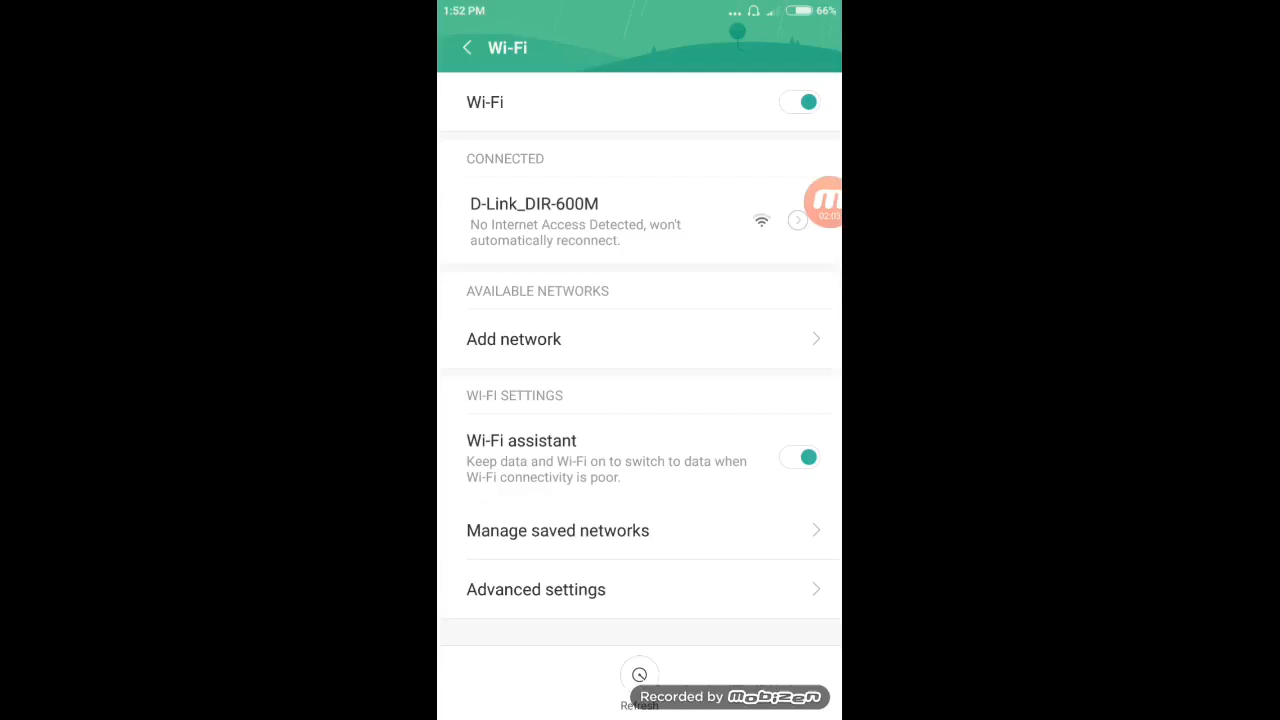 1:52 PM
66%
Wi-Fi
Wi-Fi
CONNECTED
D-Link_DIR-600M
No Internet Access Detected, won't
automatically reconnect.
02:03
AVAILABLE NETWORKS
Add network
WI-FI SETTINGS
Wi-Fi assistant
Keep data and Wi-Fi on to switch to data when
Wi-Fi connectivity is poor.
Manage saved networks
Advanced settings
Recorded by mobizen
Refresh